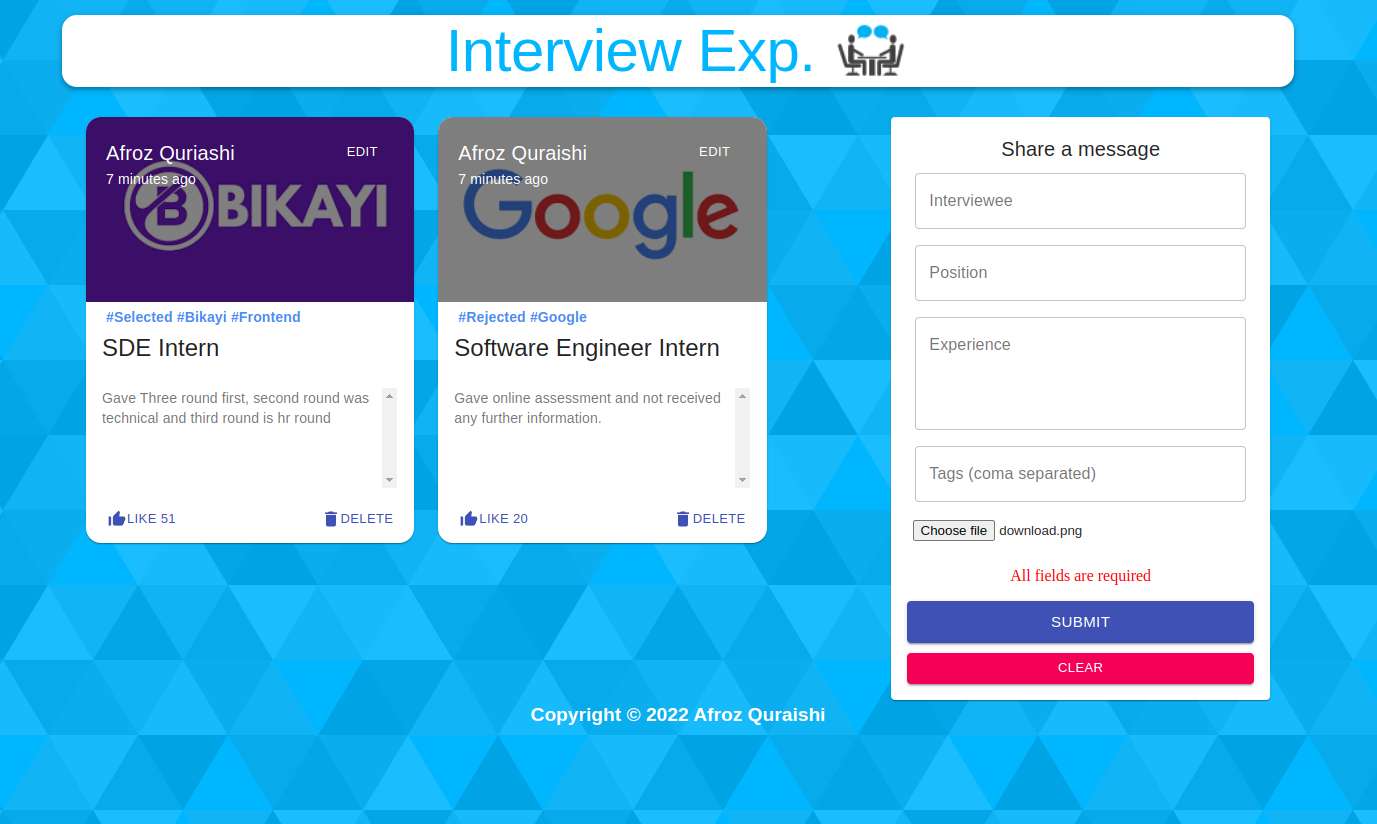 Interview Exp.
Afroz Quriashi
EDIT
7 minutes ago
BIKAYI
#Selected #Bikayi #Frontend
SDE Intern
Gave Three round first, second round was
technical and third round is hr round
LIKE 51
DELETE
Afroz Quraishi
EDIT
7 minutes ago
Google
#Rejected #Google
Software Engineer Intern
Gave online assessment and not received
any further information.
LIKE 20
DELETE
Share a message
Interviewee
Position
Experience
Tags (coma separated)
Choose file download.png
All fields are required
SUBMIT
CLEAR
Copyright © 2022 Afroz Quraishi